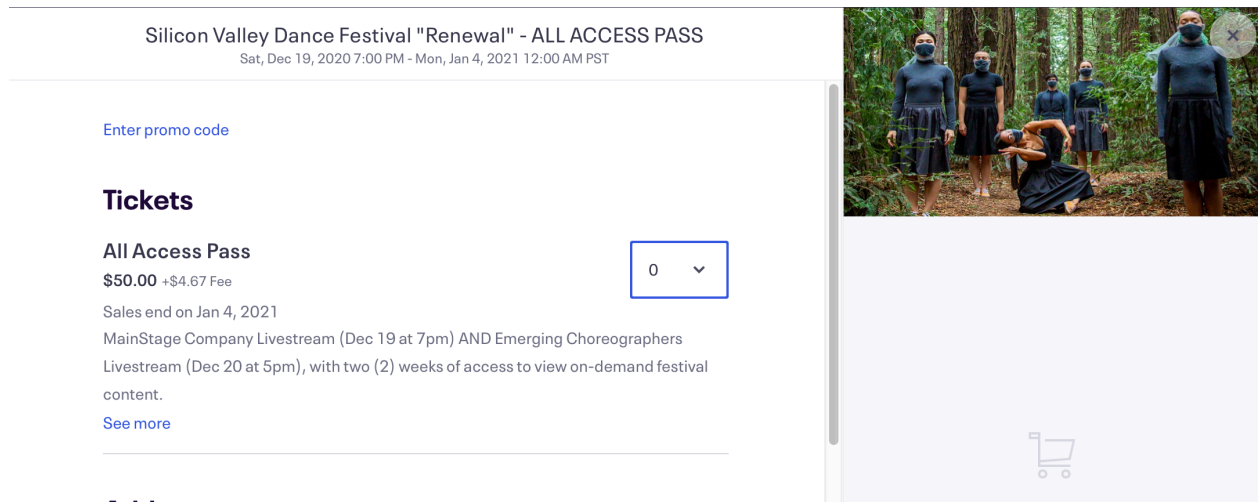 Silicon Valley Dance Festival "Renewal" - ALL ACCESS PASS
Sat, Dec 19, 2020 7:00 PM - Mon, Jan 4, 2021 12:00 AM PST
Enter promo code
Tickets
All Access Pass
$50.00 +$4.67 Fee
0
Sales end on Jan 4, 2021
MainStage Company Livestream (Dec 19 at 7pm) AND Emerging Choreographers
Livestream (Dec 20 at 5pm), with two (2) weeks of access to view on-demand festival
content.
See more